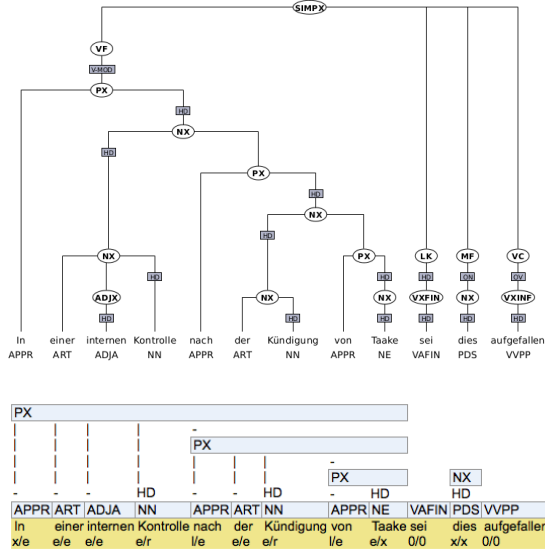 SIMPX
VF
V-MOD
PX
HD
NX
HD
PX
HD
NX
HD
NX PX LK MF VC
HD HD HD ON OV
ADJX NX NX VXFIN NX VXINF
HD HD HD HD HD HD
In einer internen Kontrolle nach der Kündigung von Taake sei dies aufgefallen
APPR ART ADJA NN APPR ART NN APPR NE VAFIN PDS VVPP
PX
-
PX
-
PX NX
- - - HD - - HD - HD HD
APPR ART ADJA NN APPR ART NN APPR NE VAFIN PDS VVPP
In einer internen Kontrolle nach der Kündigung von Taake sei dies aufgefallen
x/e e/e e/e e/r l/e e/e e/r l/e e/x 0/0 x/e 0/0